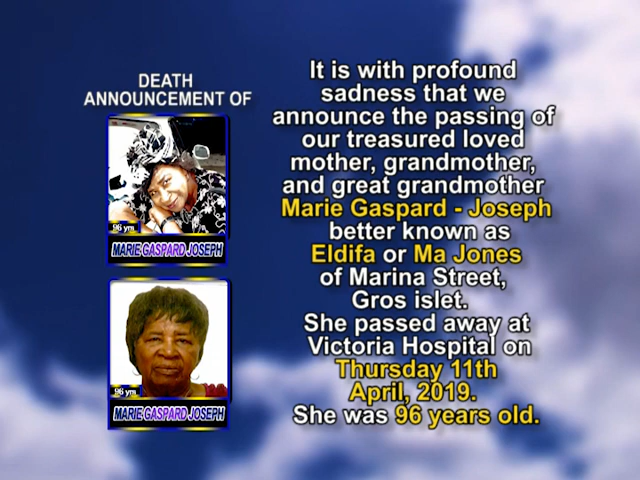 DEATH
ANNOUNCEMENT OF
96 yrs
MARIE GASPARD JOSEPH
96 yrs
MARIE GASPARD JOSEPH
It is with profound
sadness that we
announce the passing of
our treasured loved
mother, grandmother,
and great grandmother
Marie Gaspard - Joseph
better known as
Eldifa or Ma Jones
of Marina Street,
Gros islet.
She passed away at
Victoria Hospital on
Thursday 11th
April, 2019.
She was 96 years old.